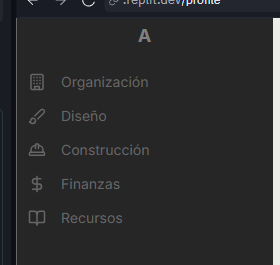 .replit.dev/profile
A
Organización
Diseño
Construcción
Finanzas
Recursos